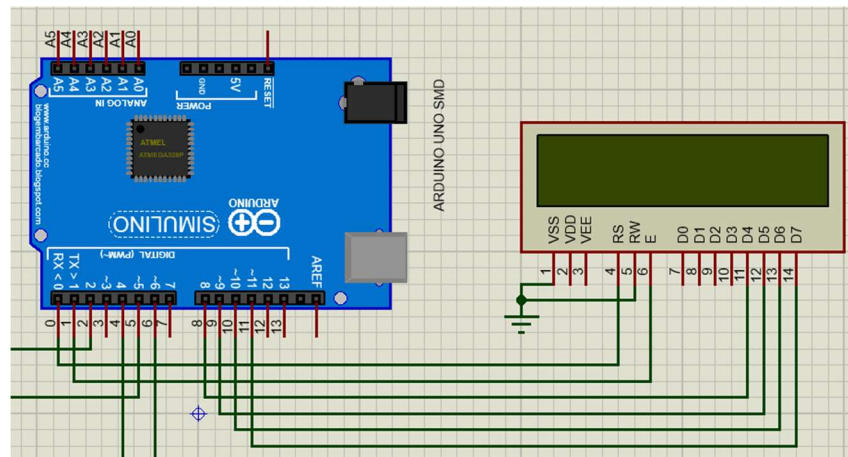 A5 A4 A3 A2 A1 A0
A5 A4 A3 A2 A1 A0
ANALOG IN
GND 5V RESET
POWER
www.arduino.cc
blogembarcado.blogspot.com
ATMEL
ATMEGA328P
ARDUINO UNO SMD
ARDUINO
SIMULINO
DIGITAL (PWM~)
RX < 0 TX > 1 2 ~3 4 ~5 ~6 7 8 ~9 ~10 ~11 12 13 AREF
0 1 2 3 4 5 6 7 8 9 10 11 12 13
VSS VDD VEE RS RW E D0 D1 D2 D3 D4 D5 D6 D7
1 2 3 4 5 6 7 8 9 10 11 12 13 14